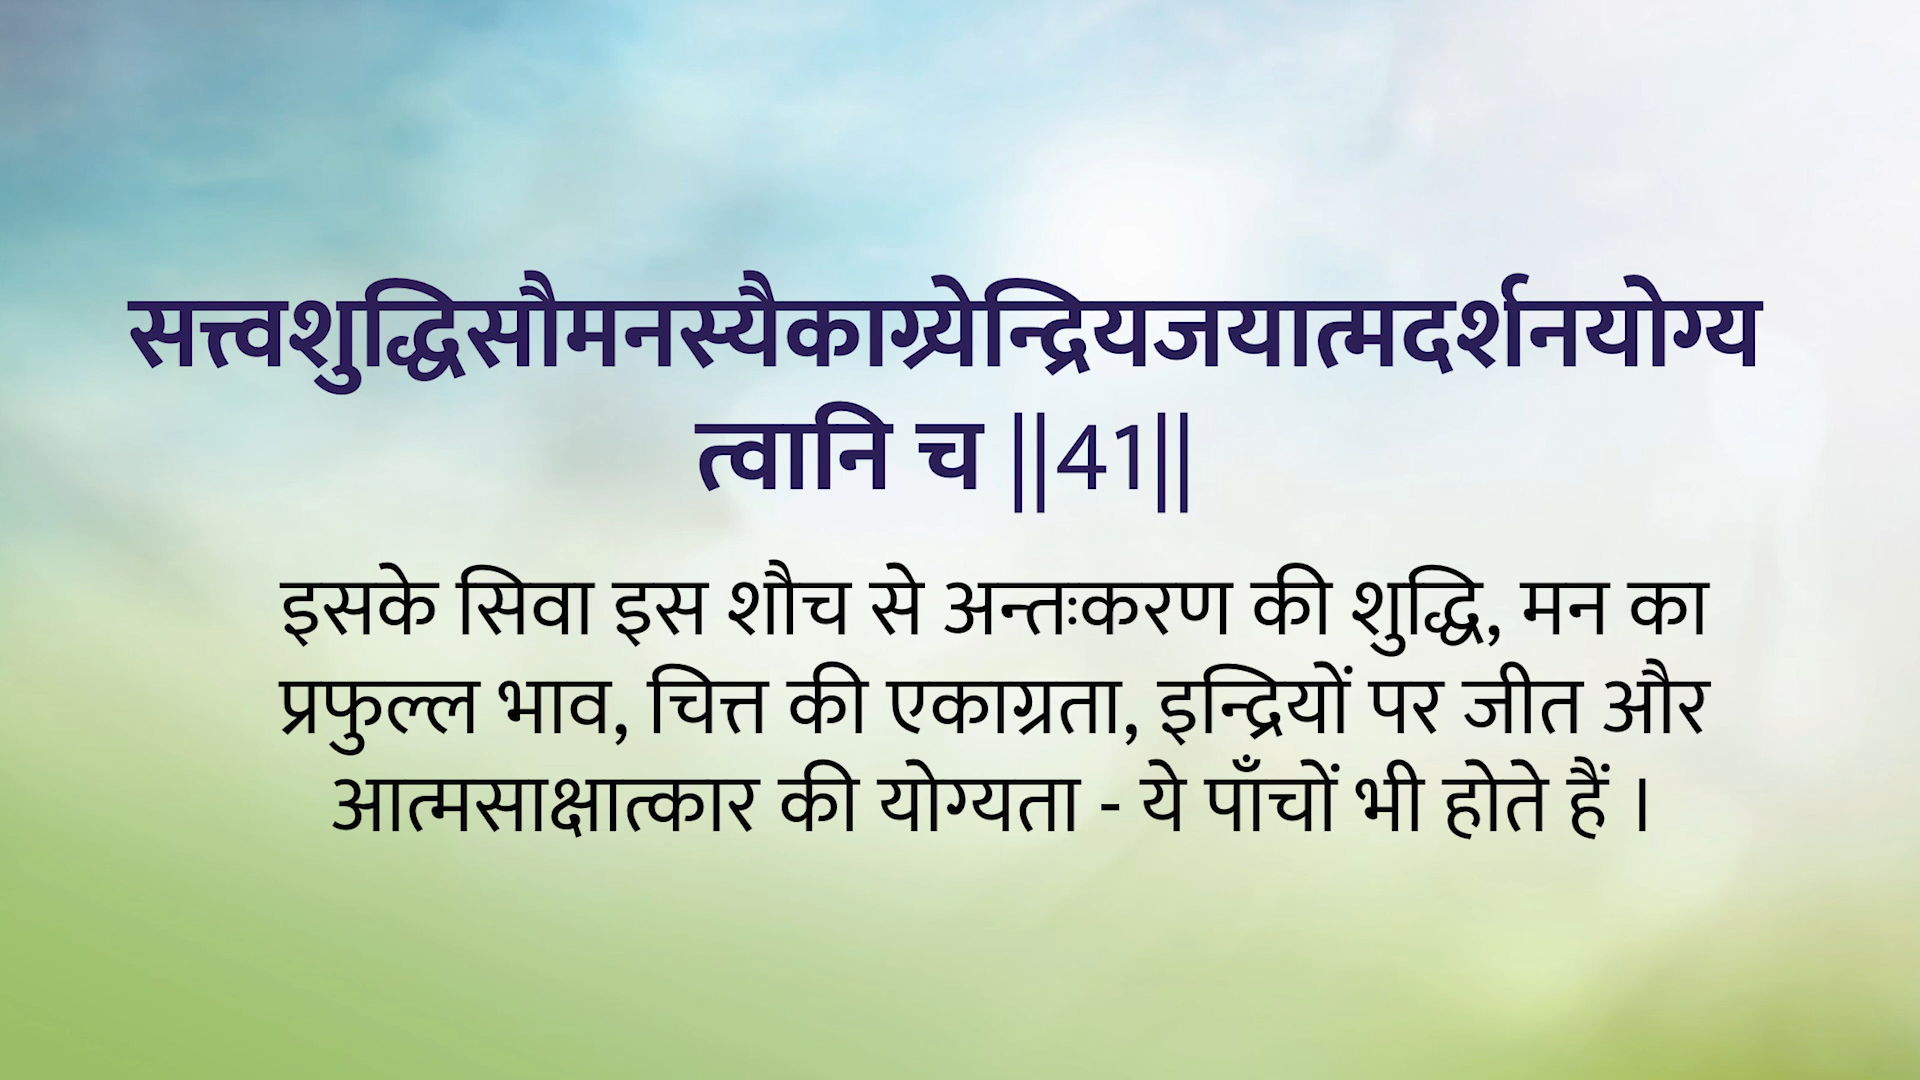 सत्त्वशुद्धिसौमनस्यैकाग्र्येन्द्रियजयात्मदर्शनयोग्य
त्वानि च ||41||
इसके सिवा इस शौच से अन्तःकरण की शुद्धि, मन का
प्रफुल्ल भाव, चित्त की एकाग्रता, इन्द्रियों पर जीत और
आत्मसाक्षात्कार की योग्यता - ये पाँचों भी होते हैं ।